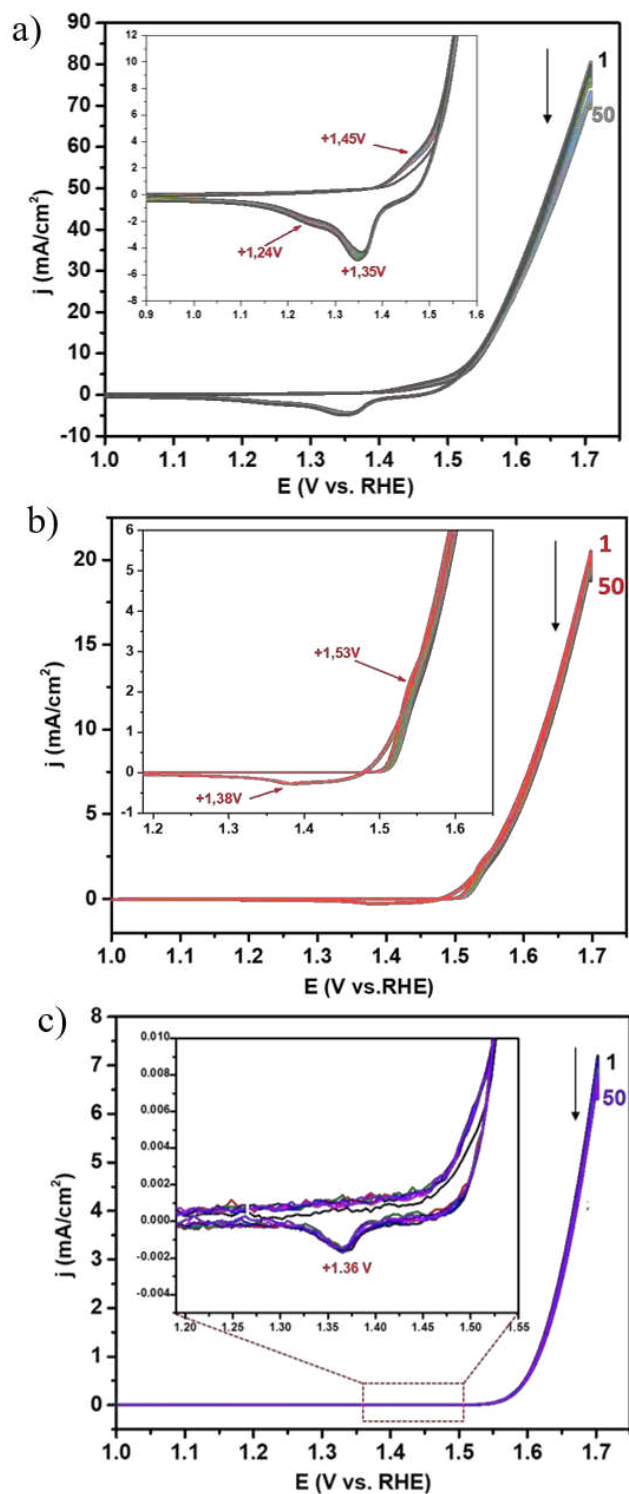 a)
90
80
70
60
50
40
30
20
10
0
-10
j (mA/cm²)
12
10
8
6
4
2
0
-2
-4
-6
-8
0.9 1.0 1.1 1.2 1.3 1.4 1.5 1.6
+1,45V
+1,24V
+1,35V
1
50
1.0 1.1 1.2 1.3 1.4 1.5 1.6 1.7
E (V vs. RHE)
b)
20
15
10
5
0
j (mA/cm²)
6
5
4
3
2
1
0
-1
1.2 1.3 1.4 1.5 1.6
+1,53V
+1,38V
1
50
1.0 1.1 1.2 1.3 1.4 1.5 1.6 1.7
E (V vs.RHE)
c)
8
7
6
5
4
3
2
1
0
j (mA/cm²)
0.010
0.008
0.006
0.004
0.002
0.000
-0.002
-0.004
1.20 1.25 1.30 1.35 1.40 1.45 1.50 1.55
+1.36 V
1
50
1.0 1.1 1.2 1.3 1.4 1.5 1.6 1.7
E (V vs. RHE)